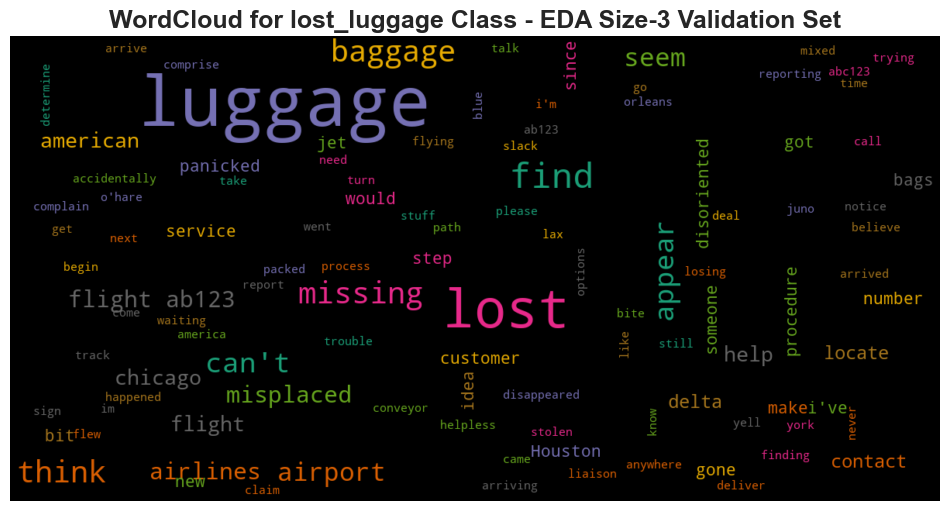 WordCloud for lost_luggage Class - EDA Size-3 Validation Set
arrive
baggage
talk
since
seem
mixed
trying
comprise
determine
luggage
blue
go
orleans
i'm
reporting
abc123
time
american
jet
flying
slack
ab123
got
call
panicked
need
find
disoriented
bags
accidentally
take
turn
o'hare
would
complain
stuff
please
deal
juno
notice
get
next
service
went
path
lax
appear
believe
begin
packed
process
step
options
losing
procedure
arrived
report
flight ab123
missing
lost
someone
number
come
waiting
bite
america
trouble
like
still
track
can't
customer
help
locate
chicago
idea
happened
misplaced
disappeared
sign
im
conveyor
delta
make
i've
flight
helpless
know
yell
york
never
bit
flew
stolen
Houston
finding
think
airlines
airport
came
liaison
anywhere
gone
contact
new
claim
arriving
deliver